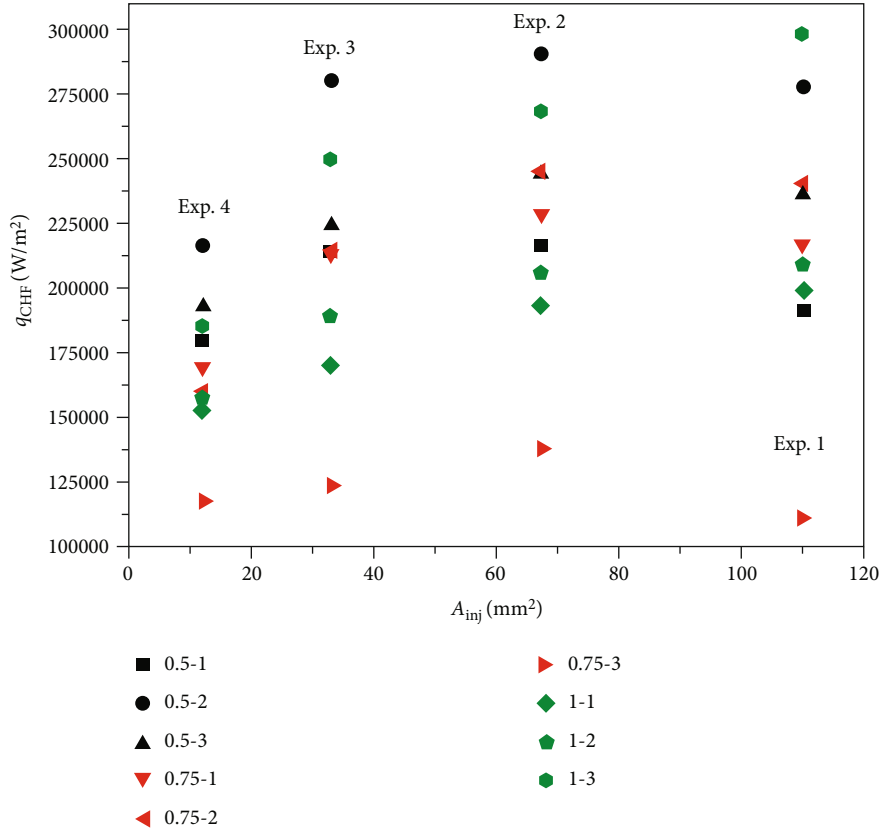 300000
275000
250000
225000
200000
175000
150000
125000
100000
q_CHF (W/m²)
Exp. 4
Exp. 3
Exp. 2
Exp. 1
0 20 40 60 80 100 120
A_inj (mm²)
0.5-1
0.5-2
0.5-3
0.75-1
0.75-2
0.75-3
1-1
1-2
1-3